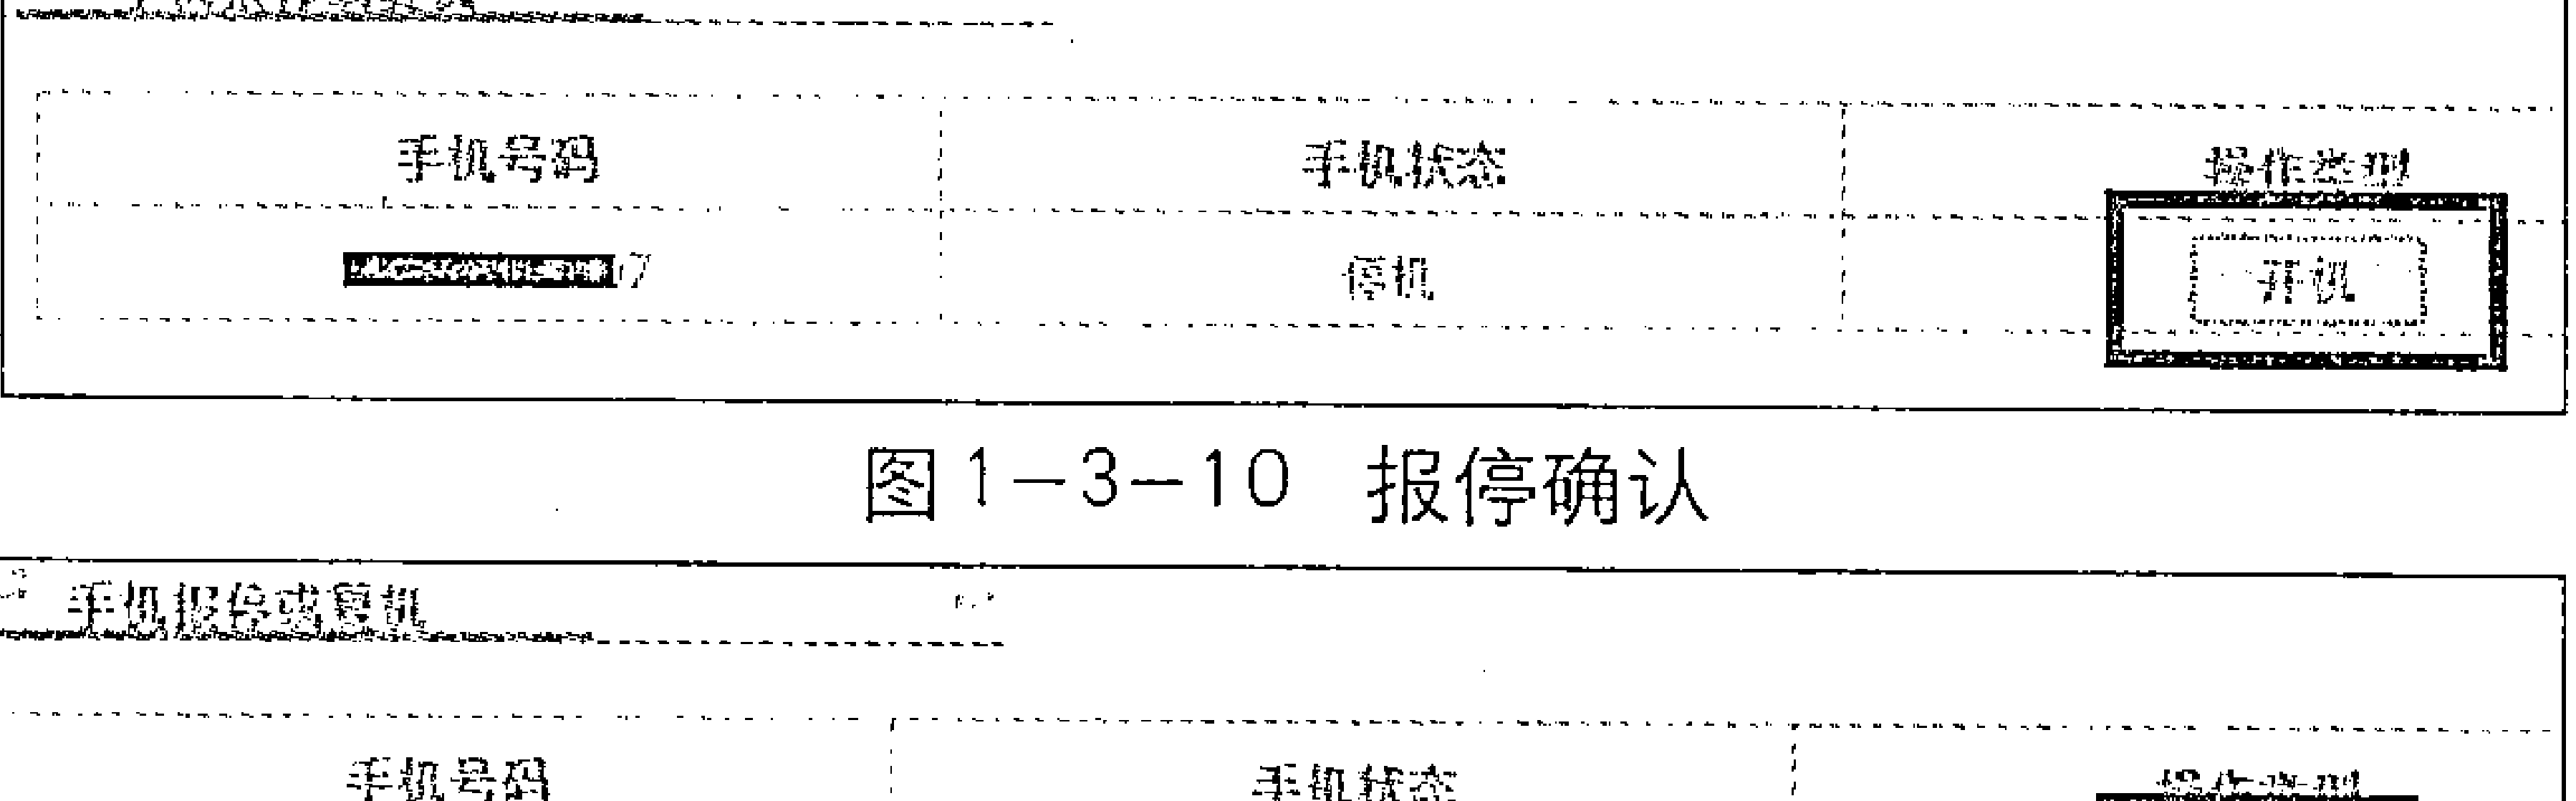 手机号码 手机状态 操作类型
7 停机 开机
图1-3-10 报停确认
手机报停或复机
手机号码 手机状态 操作类型